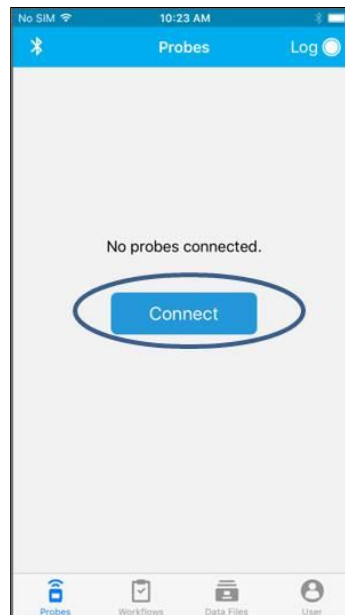 No SIM 10:23 AM
Probes Log
No probes connected.
Connect
Probes Workflows Data Files User